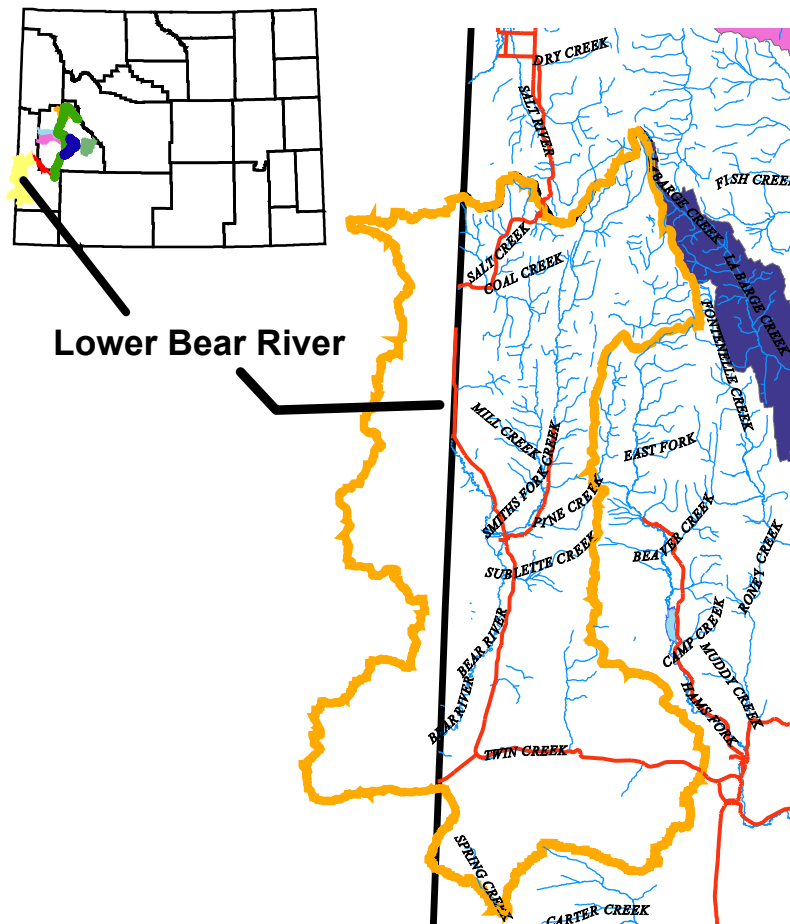 DRY CREEK
SALT RIVER
LABARGE CREEK
FISH CREEK
SALT CREEK
COAL CREEK
LA BARGE CREEK
FONTENELLE CREEK
Lower Bear River
MILL CREEK
EAST FORK
SMITHS FORK CREEK
PINE CREEK
BEAVER CREEK
SUBLETTE CREEK
RONEY CREEK
CAMP CREEK
BEAR RIVER
MUDDY CREEK
BEAR RIVER
HAMS FORK
TWIN CREEK
SPRING CREEK
CARTER CREEK